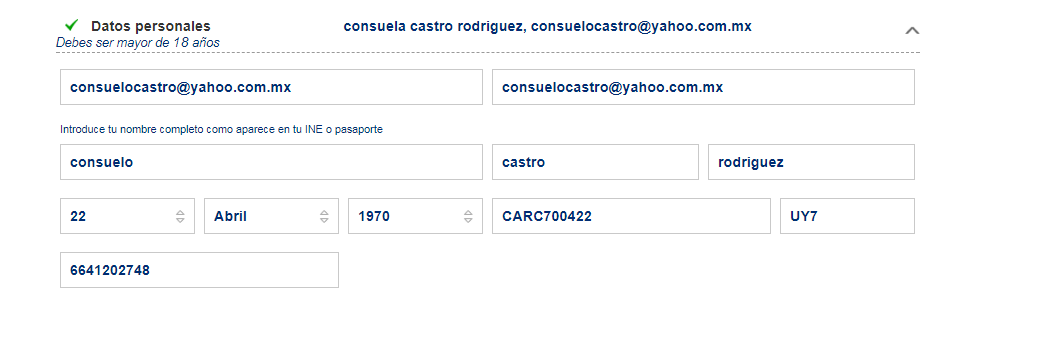 Datos personales consuela castro rodriguez, consuelocastro@yahoo.com.mx
Debes ser mayor de 18 años
consuelocastro@yahoo.com.mx consuelocastro@yahoo.com.mx
Introduce tu nombre completo como aparece en tu INE o pasaporte
consuelo castro rodriguez
22 Abril 1970 CARC700422 UY7
6641202748